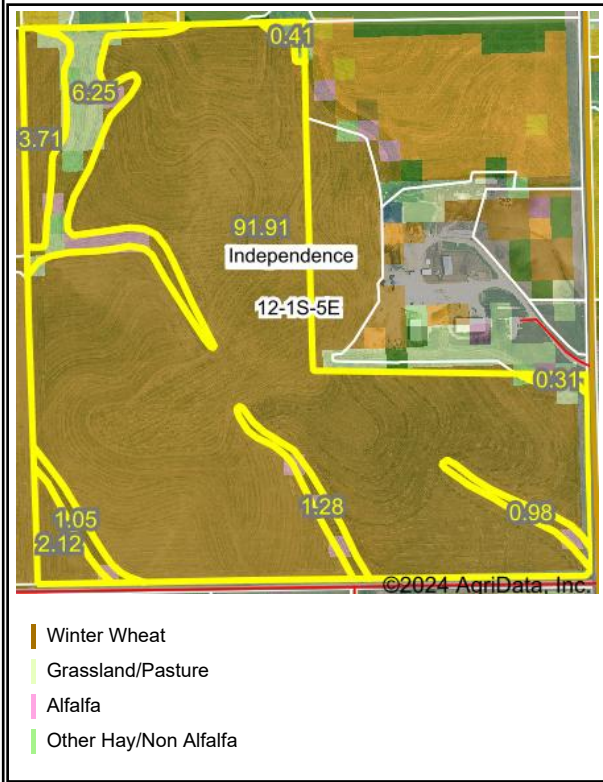 0.41
6.25
3.71
91.91
Independence
12-1S-5E
0.31
1.28
0.98
1.05
2.12
©2024 AgriData, Inc.
Winter Wheat
Grassland/Pasture
Alfalfa
Other Hay/Non Alfalfa